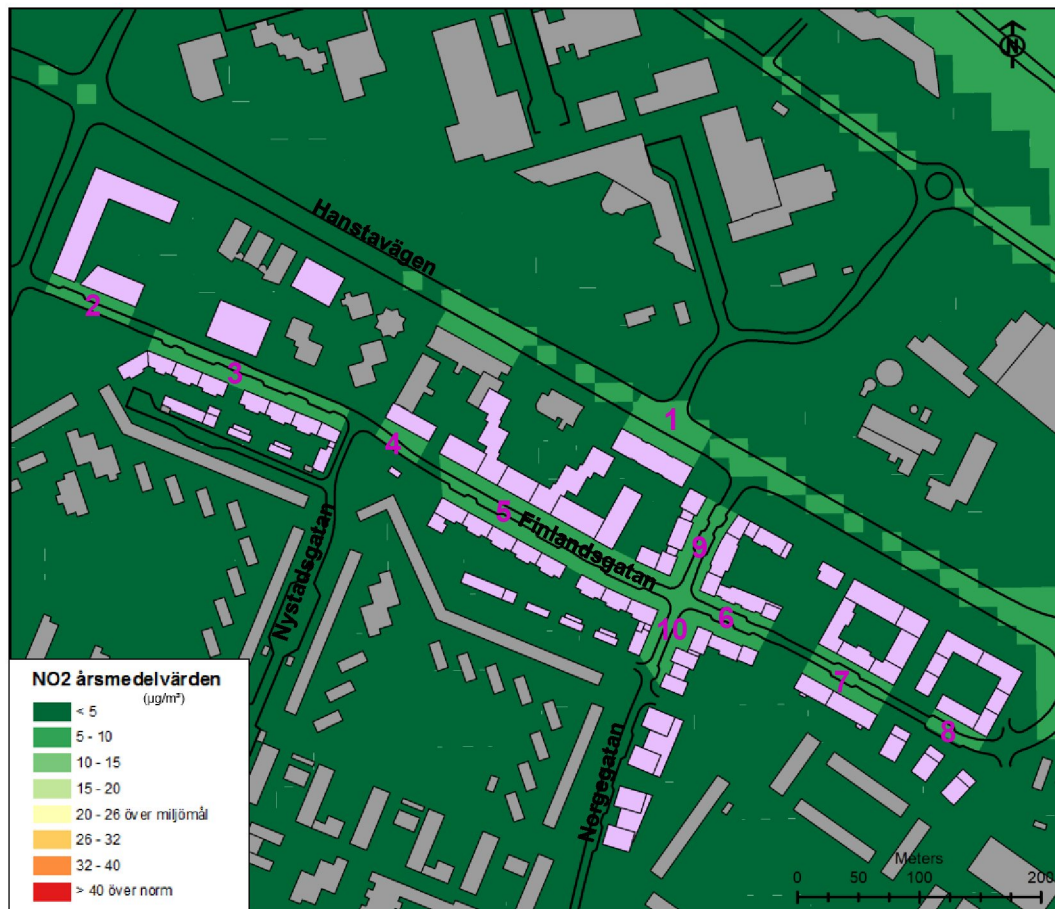 N
Hanstavägen
1
2
3
4
5
Finlandsgatan
9
6
10
7
8
Nystadsgatan
Norgegatan
NO2 årsmedelvärden
(µg/m³)
< 5
5 - 10
10 - 15
15 - 20
20 - 26 över miljömål
26 - 32
32 - 40
> 40 över norm
Meters
0 50 100 200